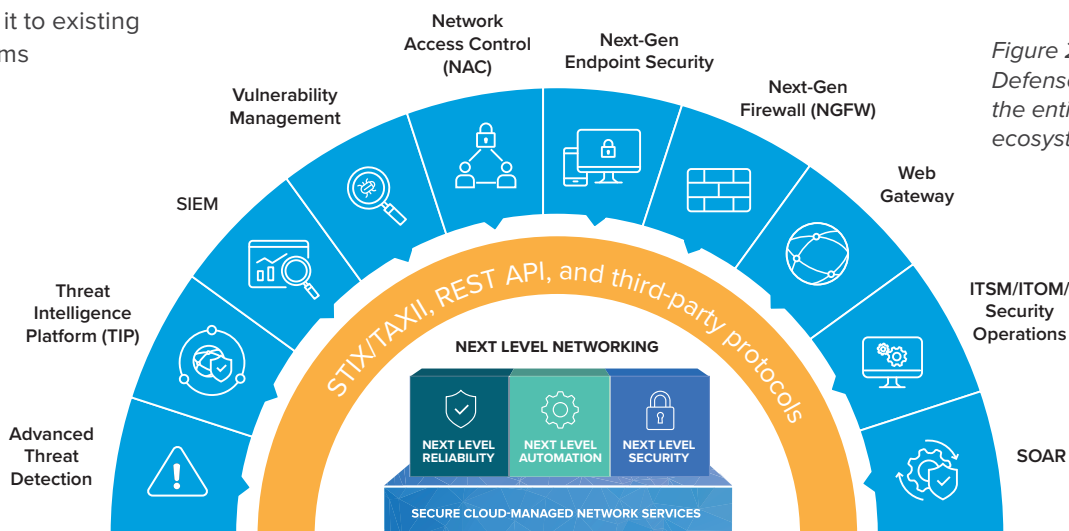 it to existing
Network
Access Control
(NAC)
Next-Gen
Endpoint Security
Figure
Next-Gen
Firewall (NGFW)
Vulnerability
Management
the
Web
Gateway
SIEM
Threat
Intelligence
Platform (TIP)
ITSM/ITOM/
Security
Operations
STIX/TAXII, REST API, and third-party protocols
NEXT LEVEL NETWORKING
NEXT LEVEL
RELIABILITY
NEXT LEVEL
AUTOMATION
NEXT LEVEL
SECURITY
Advanced
Threat
Detection
SOAR
SECURE CLOUD-MANAGED NETWORK SERVICES